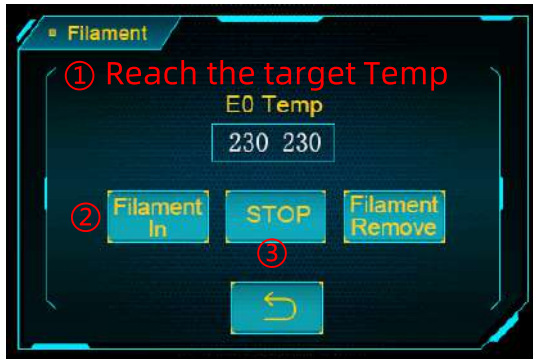 Filament
① Reach the target Temp
E0 Temp
230 230
② Filament In
STOP
Filament Remove
③